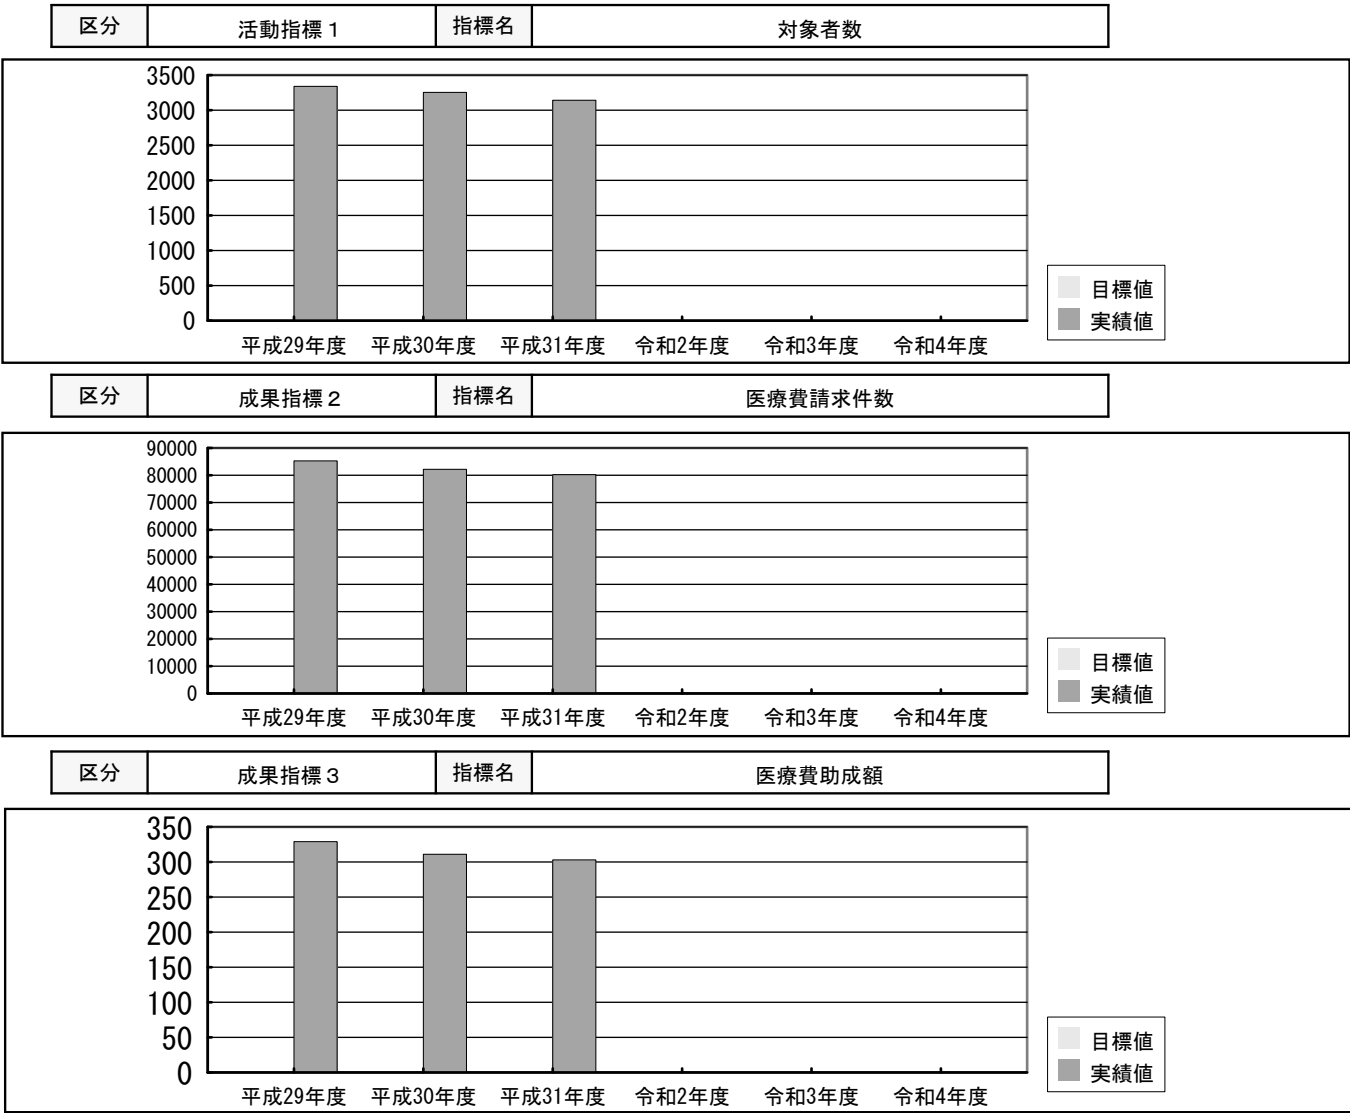 区分 活動指標１ 指標名 対象者数
3500
3000
2500
2000
1500
1000
500
0
平成29年度 平成30年度 平成31年度 令和2年度 令和3年度 令和4年度
目標値
実績値
区分 成果指標２ 指標名 医療費請求件数
90000
80000
70000
60000
50000
40000
30000
20000
10000
0
平成29年度 平成30年度 平成31年度 令和2年度 令和3年度 令和4年度
目標値
実績値
区分 成果指標３ 指標名 医療費助成額
350
300
250
200
150
100
50
0
平成29年度 平成30年度 平成31年度 令和2年度 令和3年度 令和4年度
目標値
実績値